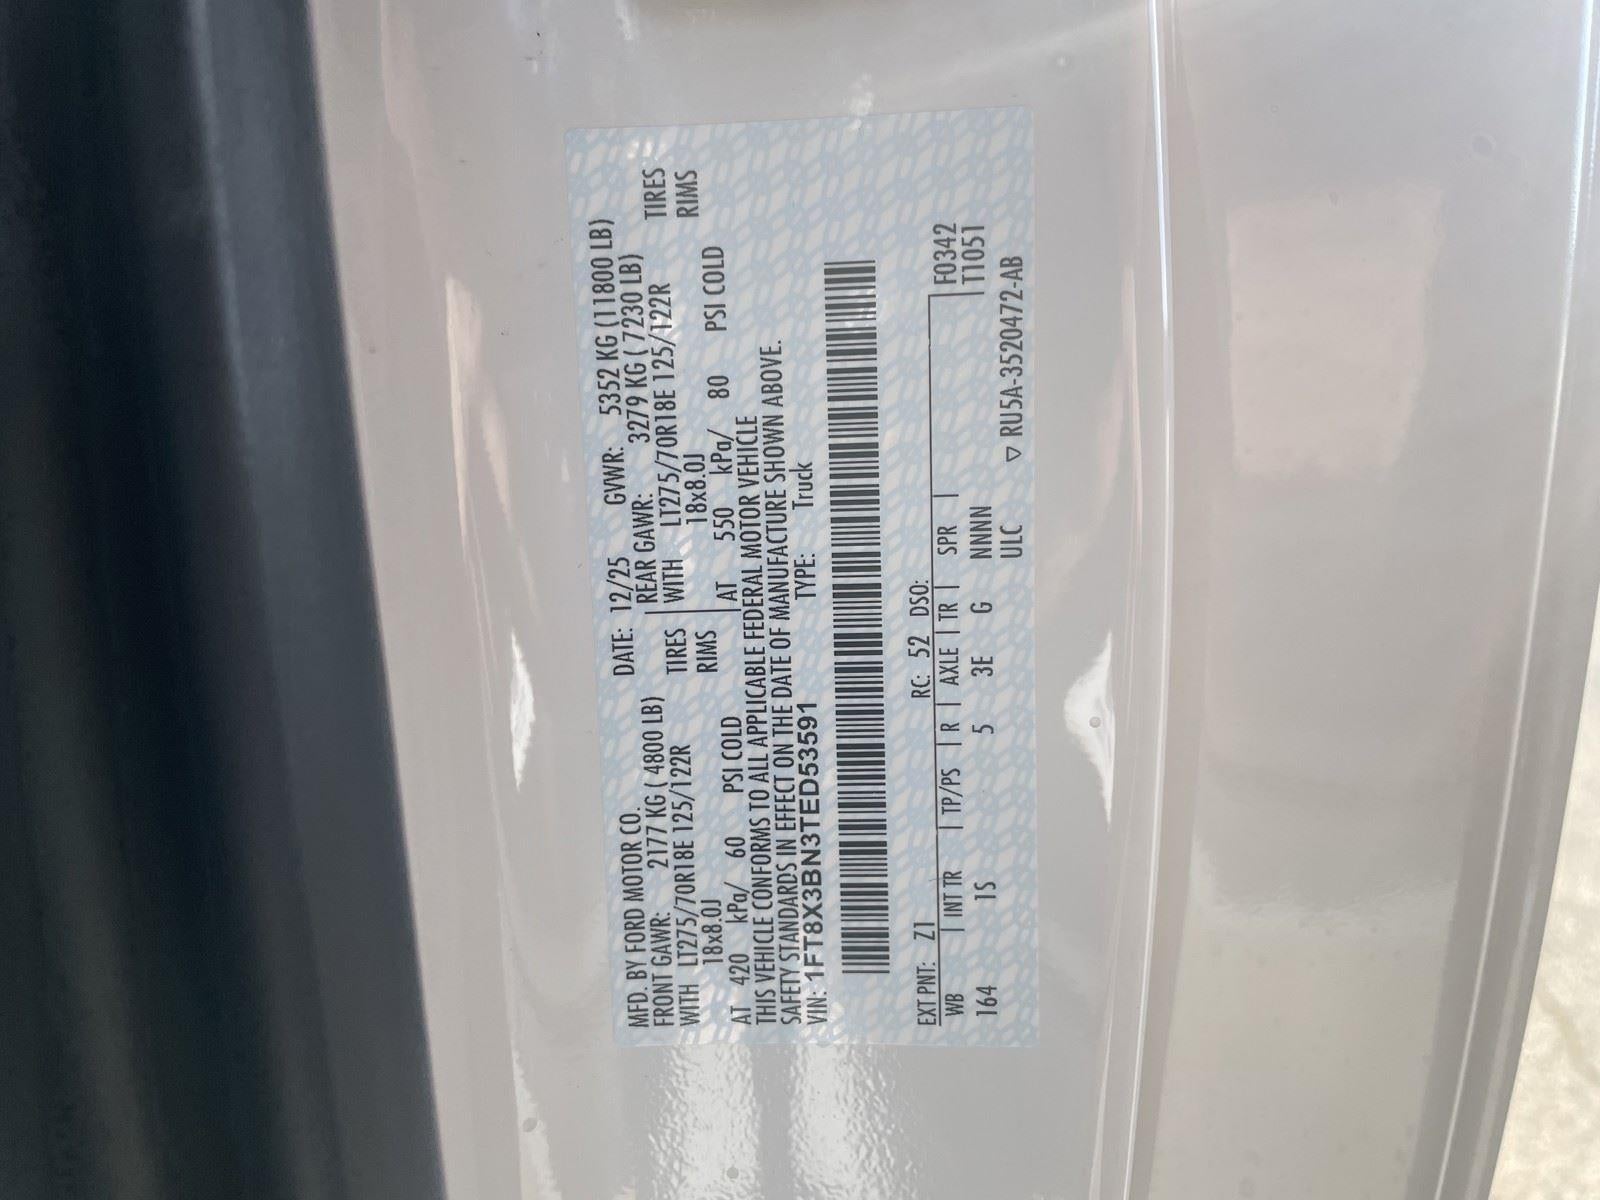 MFD. BY FORD MOTOR CO. DATE: 12/25 GVWR: 5352 KG (11800 LB)
FRONT GAWR: 2177 KG ( 4800 LB) REAR GAWR: 3279 KG ( 7230 LB)
WITH LT275/70R18E 125/122R TIRES WITH LT275/70R18E 125/122R TIRES
18x8.0J RIMS 18x8.0J RIMS
AT 420 kPa/ 60 PSI COLD AT 550 kPa/ 80 PSI COLD
THIS VEHICLE CONFORMS TO ALL APPLICABLE FEDERAL MOTOR VEHICLE
SAFETY STANDARDS IN EFFECT ON THE DATE OF MANUFACTURE SHOWN ABOVE.
VIN: 1FT8X3BN3TED53591 TYPE: Truck
EXT PNT: Z1 RC: 52 DSO: F0342
WB | INT TR | TP/PS | R | AXLE | TR | SPR | T1051
164 1S 5 3E G NNNN
ULC ▽ RU5A-3520472-AB